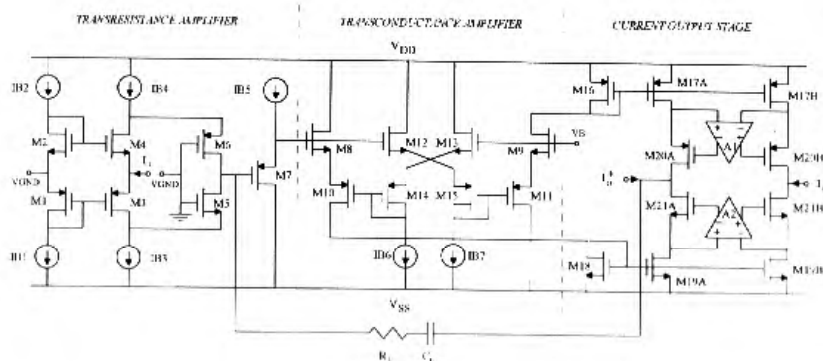 TRANSRESISTANCE AMPLIFIER
TRANSCONDUCTANCE AMPLIFIER
CURRENT OUTPUT STAGE
VDD
IB2
IB4
IB5
M16
M17A
M17B
M2
M4
M6
M8
M12
M13
M9
VB
A1
M20A
VGND
VGND
M7
M10
M14
M15
M11
M1
M3
M5
M21A
A2
M21B
IB1
IB3
IB6
IB7
M18
M19A
M19B
VSS